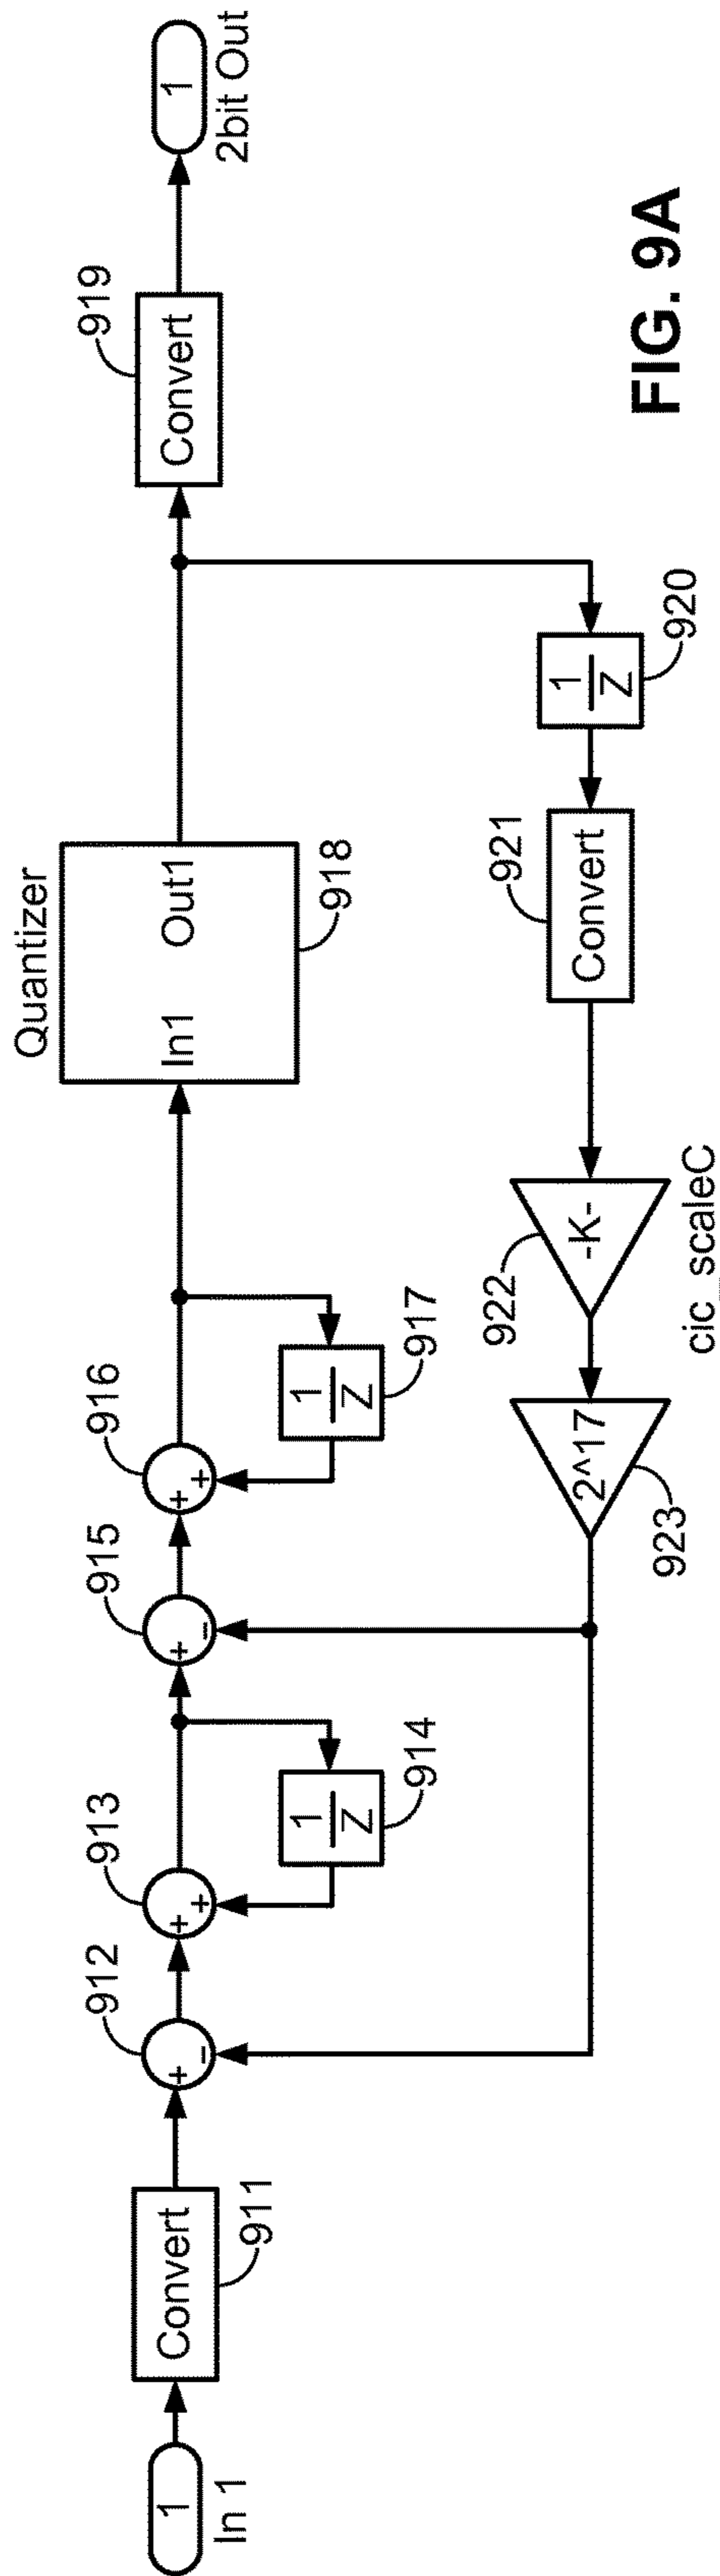 1
In 1
Convert
911
912
+
−
913
+
+
1
Z
914
915
+
−
916
+
+
1
Z
917
Quantizer
In1 Out1
918
Convert
919
1
2bit Out
1
Z
920
Convert
921
-K-
922
cic_scaleC
2^17
923
FIG. 9A